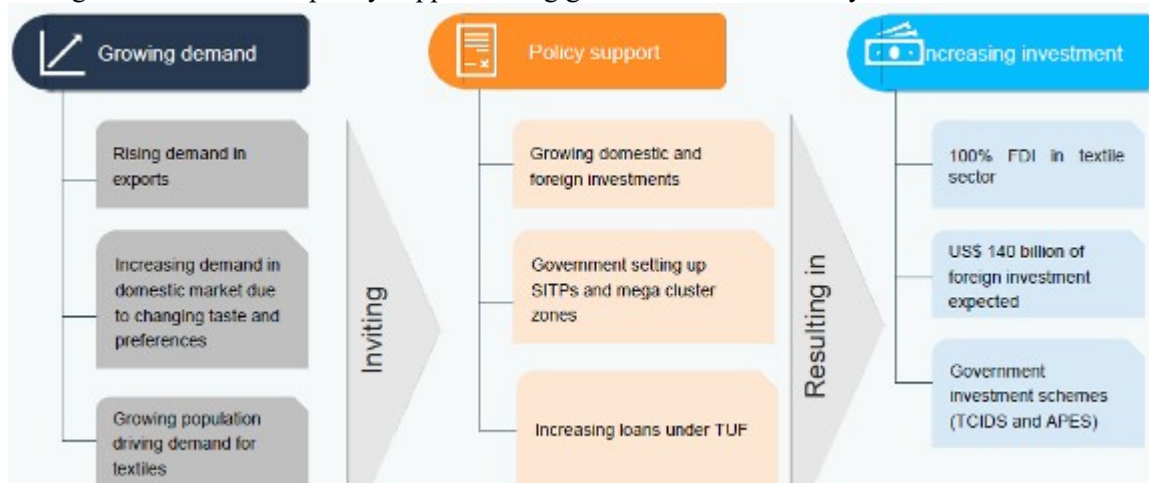 Growing demand
Rising demand in
exports
Increasing demand in
domestic market due
to changing taste and
preferences
Growing population
driving demand for
textiles
Inviting
Policy support
Growing domestic and
foreign investments
Government setting up
SITPs and mega cluster
zones
Increasing loans under TUF
Resulting in
ncreasing investment
100% FDI in textile
sector
US$ 140 billion of
foreign investment
expected
Government
investment schemes
(TCIDS and APES)